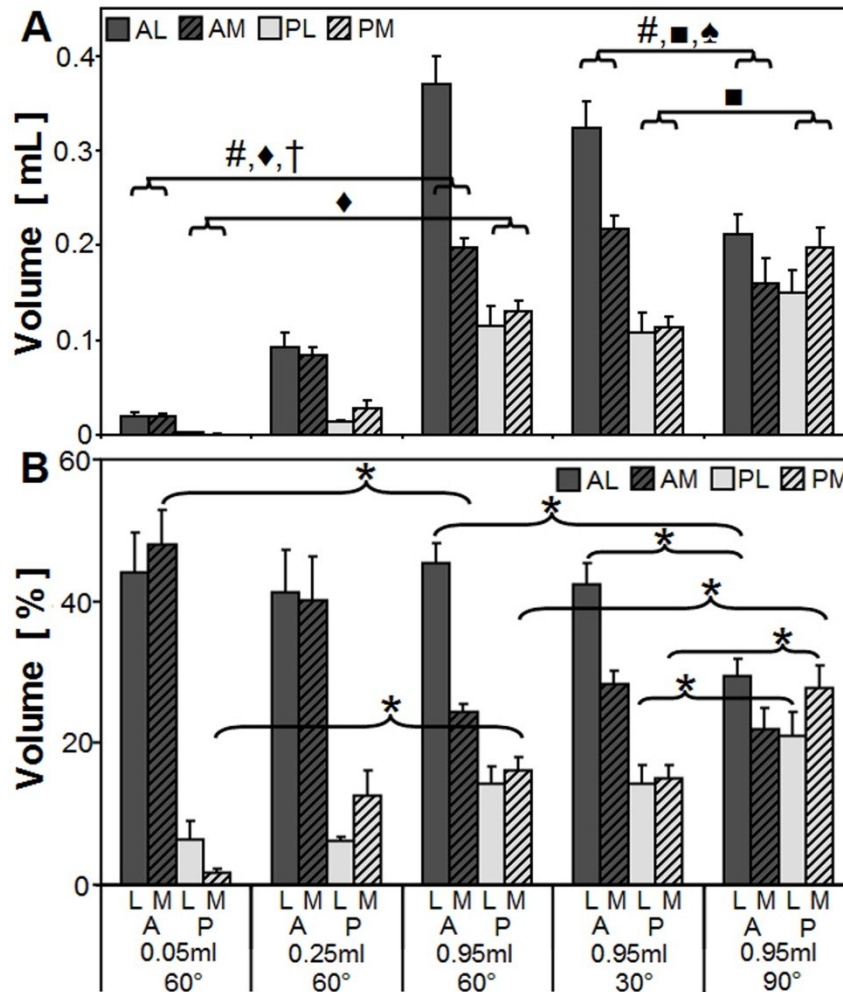 A
AL AM PL PM
#,■,♠
0.4
■
0.3
#,♦,†
♦
0.2
0.1
0
Volume [ mL]
B
60
AL AM PL PM
*
*
*
*
40
*
*
*
20
0
Volume [ %]
L M L M L M L M L M L M L M L M L M L M
A P A P A P A P A P
0.05ml 0.25ml 0.95ml 0.95ml 0.95ml
60° 60° 60° 30° 90°